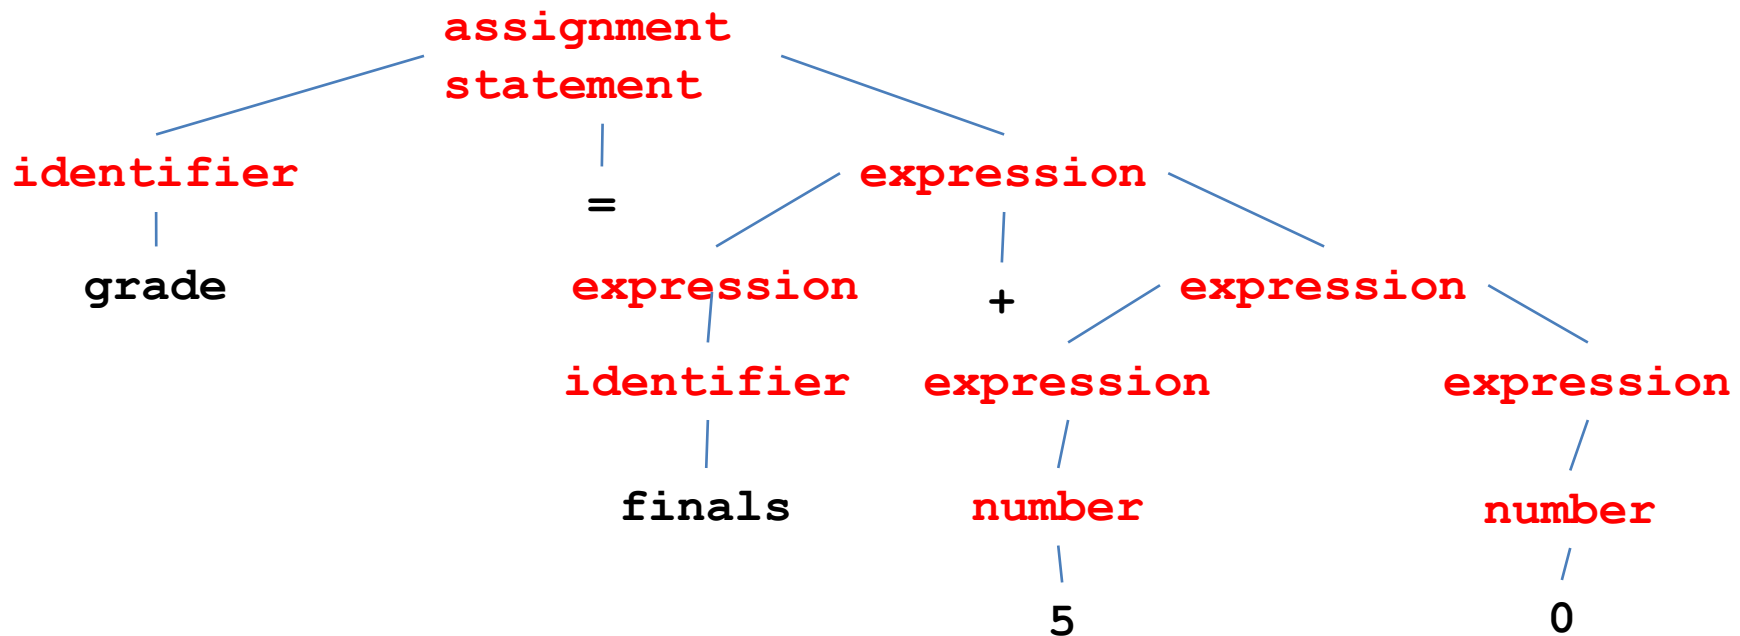 assignment
statement
identifier
expression
=
grade
expression
+
expression
identifier
expression
expression
finals
number
number
5
0